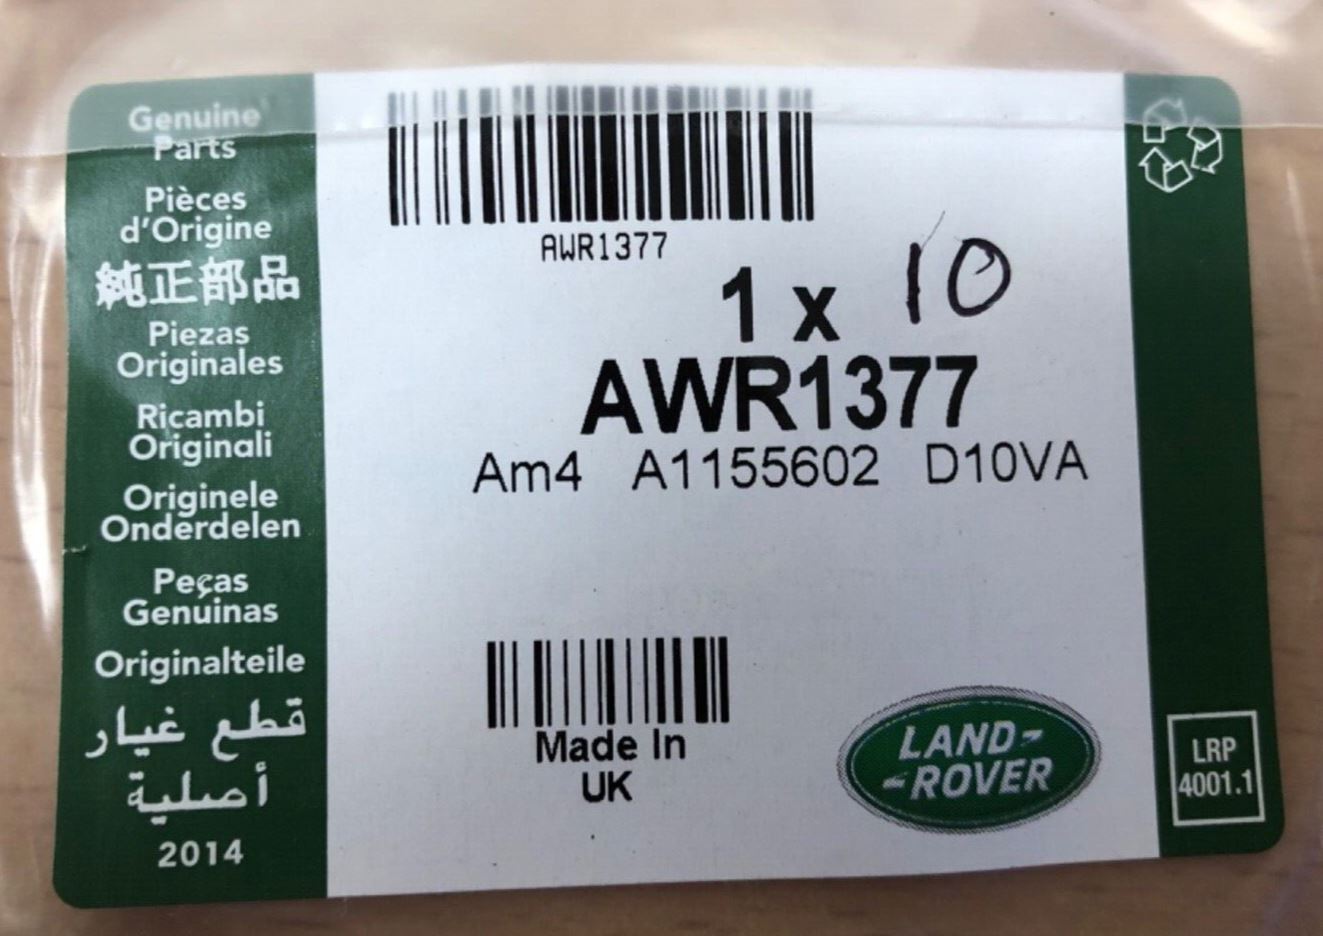 Genuine
Parts
Pièces
d'Origine
純正部品
Piezas
Originales
Ricambi
Originali
Originele
Onderdelen
Peças
Genuinas
Originalteile
قطع غيار
أصلية
2014
AWR1377
1 x 10
AWR1377
Am4 A1155602 D10VA
Made In
UK
LAND-
-ROVER
LRP
4001.1